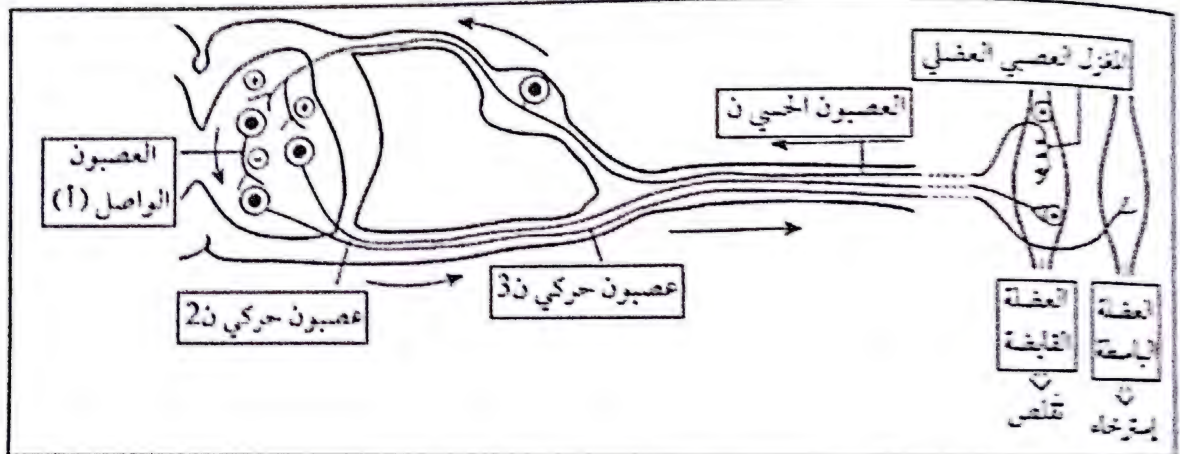 المغزل العصبي العضلي
العصبون الحسي ن
العصبون
الواصل (أ)
عصبون حركي ن3
عصبون حركي ن2
العضلة
القابضة
تقلص
العضلة
الباسطة
إسترخاء